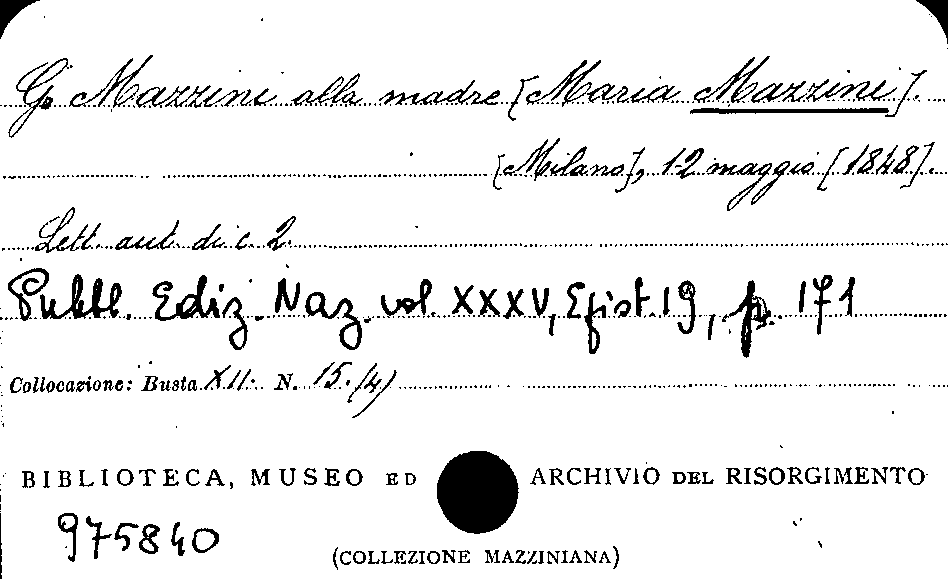 G. Mazzini alla madre [Maria Mazzini].
[Milano], 12 maggio [1848].
Lett. aut. di c. 2.
Pubbl. Ediz. Naz. vol. XXXV, Epist. 19, p. 171
Collocazione: Busta XII. N. 15. (4)
BIBLIOTECA, MUSEO ED ARCHIVIO DEL RISORGIMENTO
975840
(COLLEZIONE MAZZINIANA)